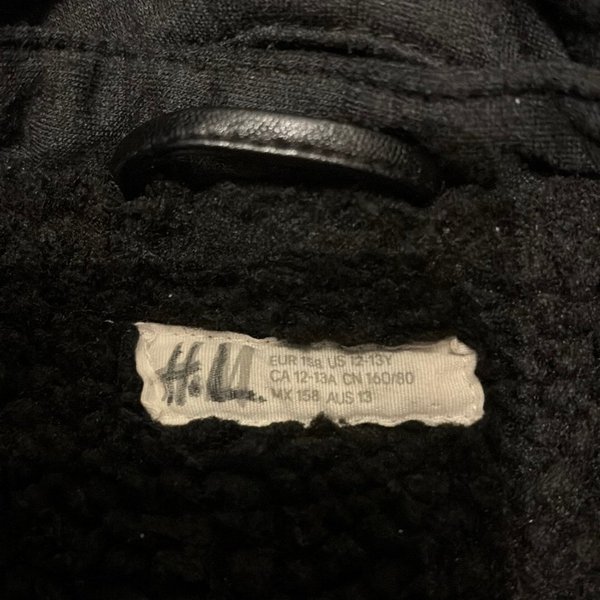 H.U.
EUR 158 US 12-13Y
CA 12-13A CN 160/80
MX 158 AUS 13